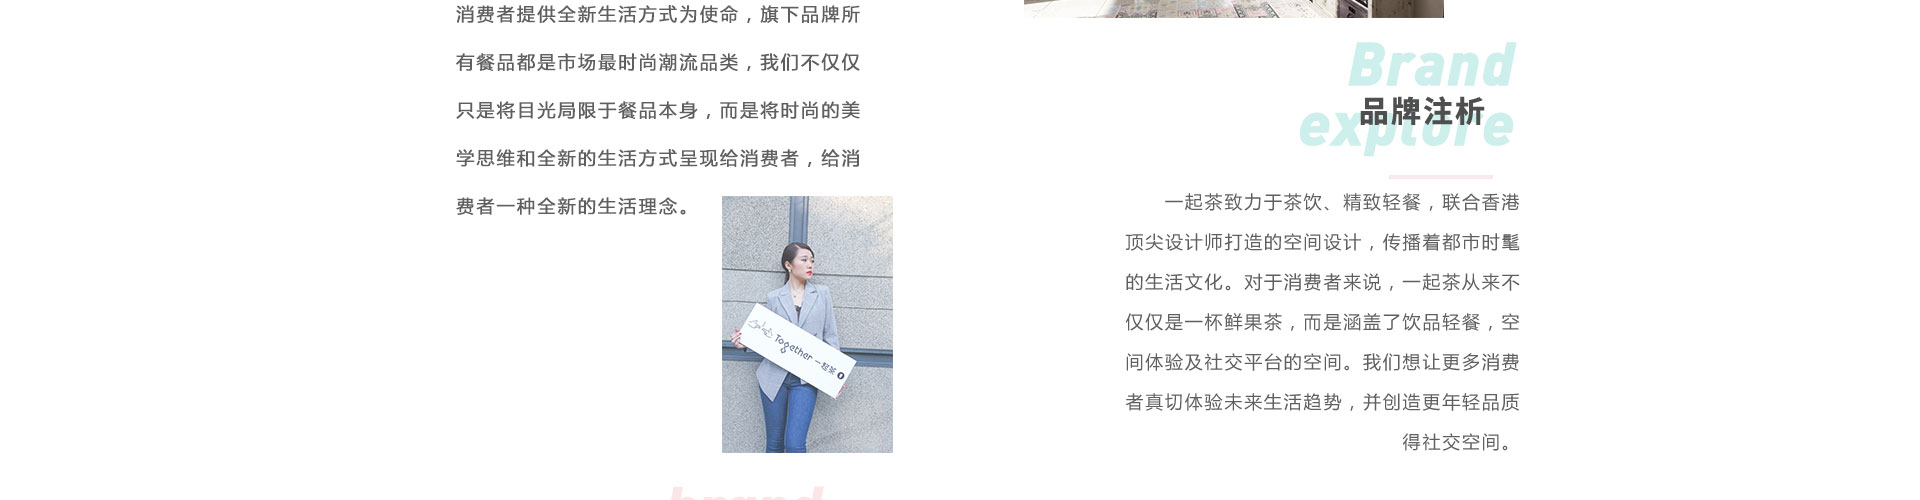 消费者提供全新生活方式为使命，旗下品牌所
有餐品都是市场最时尚潮流品类，我们不仅仅
只是将目光局限于餐品本身，而是将时尚的美
学思维和全新的生活方式呈现给消费者，给消
费者一种全新的生活理念。
Together 一起茶
Brand
品牌注析
explore
一起茶致力于茶饮、精致轻餐，联合香港
顶尖设计师打造的空间设计，传播着都市时髦
的生活文化。对于消费者来说，一起茶从来不
仅仅是一杯鲜果茶，而是涵盖了饮品轻餐，空
间体验及社交平台的空间。我们想让更多消费
者真切体验未来生活趋势，并创造更年轻品质
得社交空间。
brand